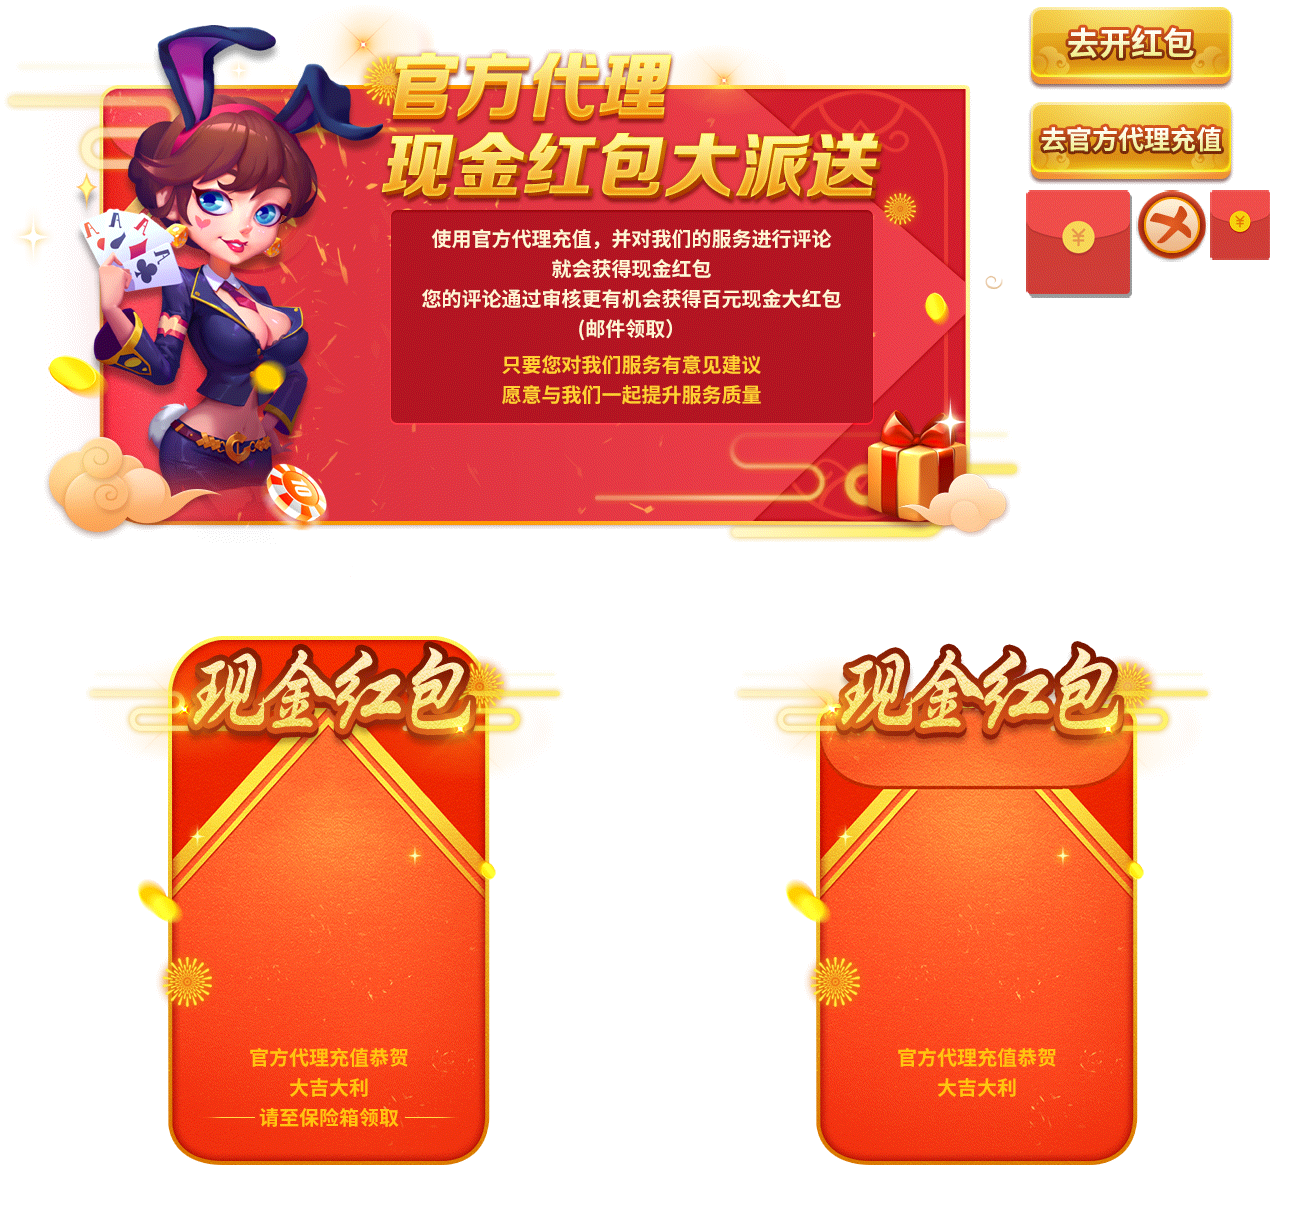 官方代理
现金红包大派送
使用官方代理充值，并对我们的服务进行评论
就会获得现金红包
您的评论通过审核更有机会获得百元现金大红包
(邮件领取）
只要您对我们服务有意见建议
愿意与我们一起提升服务质量
A
A
A
A
10
去开红包
去官方代理充值
¥
¥
现金红包
官方代理充值恭贺
大吉大利
请至保险箱领取
现金红包
官方代理充值恭贺
大吉大利